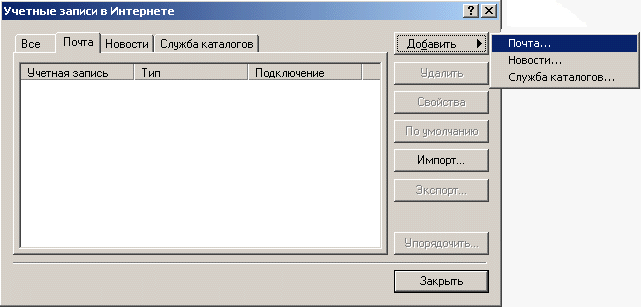 Учетные записи в Интернете
Все
Почта
Новости
Служба каталогов
Учетная запись
Тип
Подключение
Добавить
Удалить
Свойства
По умолчанию
Импорт...
Экспорт...
Упорядочить...
Закрыть
Почта...
Новости...
Служба каталогов...